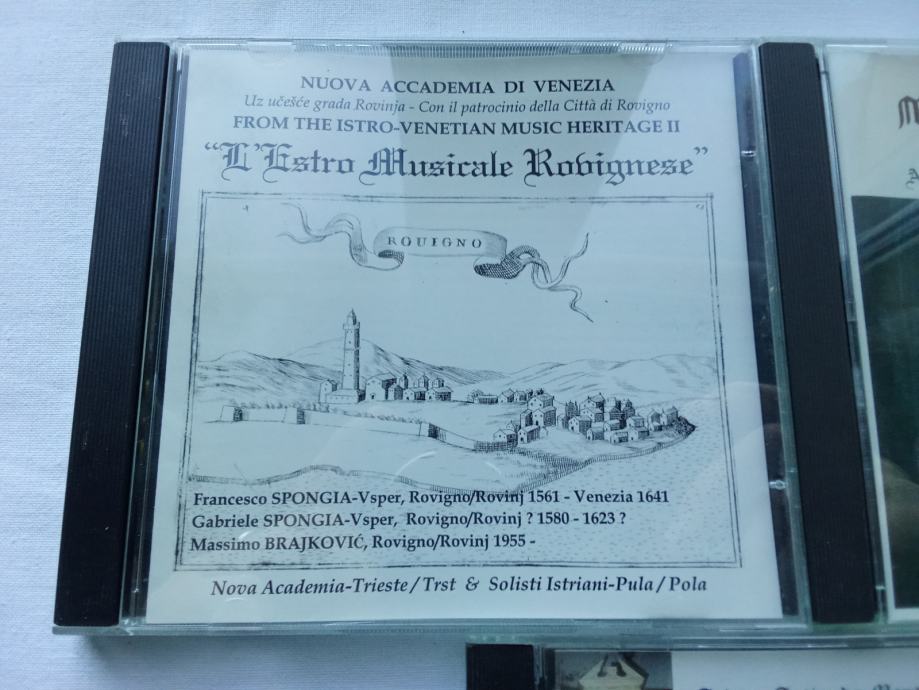 NUOVA ACCADEMIA DI VENEZIA
Uz učešće grada Rovinja - Con il patrocinio della Città di Rovigno
FROM THE ISTRO-VENETIAN MUSIC HERITAGE II
“L’Estro Musicale Rovignese”
ROUIGNO
Francesco SPONGIA-Vsper, Rovigno/Rovinj 1561 - Venezia 1641
Gabriele SPONGIA-Vsper, Rovigno/Rovinj ? 1580 - 1623 ?
Massimo BRAJKOVIĆ, Rovigno/Rovinj 1955 -
Nova Academia-Trieste/Trst & Solisti Istriani-Pula/Pola